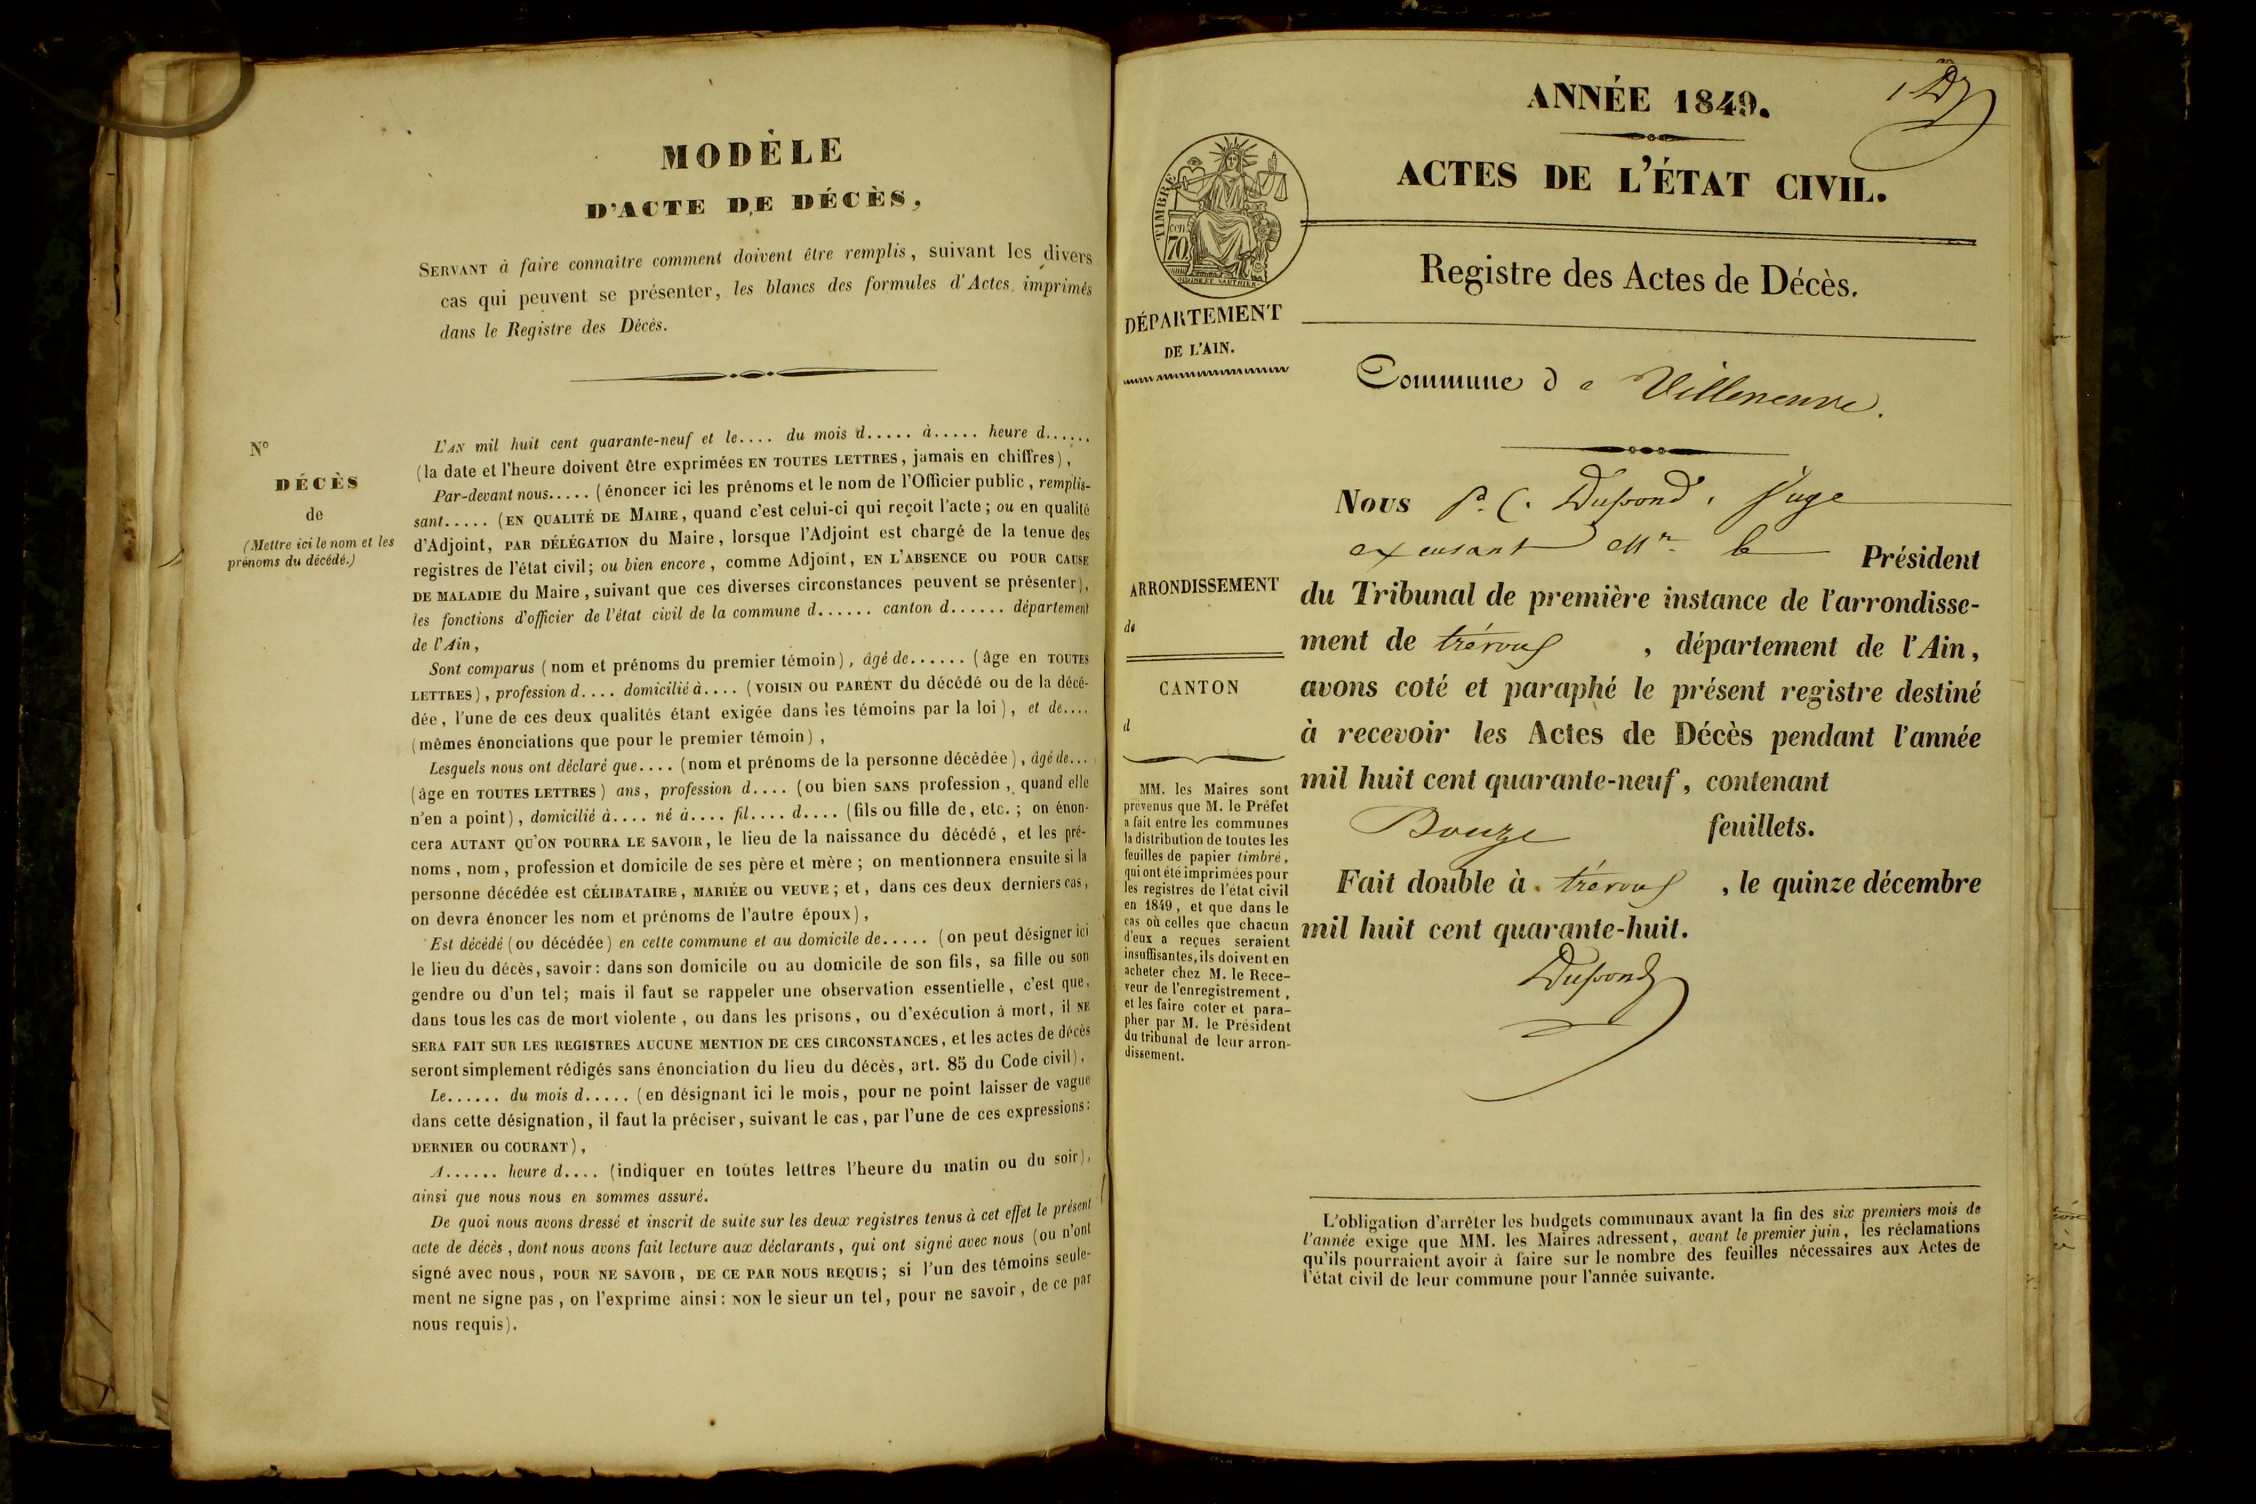 MODÈLE
D'ACTE DE DÉCÈS,
SERVANT à faire connaître comment doivent être remplis, suivant les divers
cas qui peuvent se présenter, les blancs des formules d'Actes imprimés
dans le Registre des Décès.
N°
DÉCÈS
de
(Mettre ici le nom et les
prénoms du décédé.)
L'AN mil huit cent quarante-neuf et le.... du mois d..... à..... heure d......
(la date et l'heure doivent être exprimées EN TOUTES LETTRES, jamais en chiffres),
Par-devant nous..... (énoncer ici les prénoms et le nom de l'Officier public, remplis-
sant..... (EN QUALITÉ DE MAIRE, quand c'est celui-ci qui reçoit l'acte; ou en qualité
d'Adjoint, PAR DÉLÉGATION du Maire, lorsque l'Adjoint est chargé de la tenue des
registres de l'état civil; ou bien encore, comme Adjoint, EN L'ABSENCE OU POUR CAUSE
DE MALADIE du Maire, suivant que ces diverses circonstances peuvent se présenter),
les fonctions d'officier de l'état civil de la commune d...... canton d...... département
de l'Ain,
Sont comparus (nom et prénoms du premier témoin), âgé de...... (âge en TOUTES
LETTRES), profession d.... domicilié à.... (VOISIN OU PARENT du décédé ou de la décé-
dée, l'une de ces deux qualités étant exigée dans les témoins par la loi), et de....
(mêmes énonciations que pour le premier témoin),
Lesquels nous ont déclaré que.... (nom et prénoms de la personne décédée), âgé de...
(âge en TOUTES LETTRES) ans, profession d.... (ou bien SANS profession, quand elle
n'en a point), domicilié à.... né à.... fil.... d.... (fils ou fille de, etc.; on énon-
cera AUTANT QU'ON POURRA LE SAVOIR, le lieu de la naissance du décédé, et les pré-
noms, nom, profession et domicile de ses père et mère; on mentionnera ensuite si la
personne décédée est CÉLIBATAIRE, MARIÉE OU VEUVE; et, dans ces deux derniers cas,
on devra énoncer les nom et prénoms de l'autre époux),
Est décédé (ou décédée) en cette commune et au domicile de..... (on peut désigner ici
le lieu du décès, savoir: dans son domicile ou au domicile de son fils, sa fille ou son
gendre ou d'un tel; mais il faut se rappeler une observation essentielle, c'est que,
dans tous les cas de mort violente, ou dans les prisons, ou d'exécution à mort, il NE
SERA FAIT SUR LES REGISTRES AUCUNE MENTION DE CES CIRCONSTANCES, et les actes de décès
seront simplement rédigés sans énonciation du lieu du décès, art. 85 du Code civil),
Le...... du mois d..... (en désignant ici le mois, pour ne point laisser de vague
dans cette désignation, il faut la préciser, suivant le cas, par l'une de ces expressions:
DERNIER OU COURANT),
A...... heure d.... (indiquer en toutes lettres l'heure du matin ou du soir),
ainsi que nous nous en sommes assuré.
De quoi nous avons dressé et inscrit de suite sur les deux registres tenus à cet effet le présent
acte de décès, dont nous avons fait lecture aux déclarants, qui ont signé avec nous (ou n'ont
signé avec nous, POUR NE SAVOIR, DE CE PAR NOUS REQUIS; si l'un des témoins seule-
ment ne signe pas, on l'exprime ainsi: NON le sieur un tel, pour ne savoir, de ce par
nous requis).
ANNÉE 1849.
ACTES DE L'ÉTAT CIVIL.
Registre des Actes de Décès.
TIMBRE
cen
70
DÉPARTEMENT
DE L'AIN.
ARRONDISSEMENT
de
CANTON
d
MM. les Maires sont
prévenus que M. le Préfet
a fait entre les communes
la distribution de toutes les
feuilles de papier timbré,
qui ont été imprimées pour
les registres de l'état civil
en 1849, et que dans le
cas où celles que chacun
d'eux a reçues seraient
insuffisantes, ils doivent en
acheter chez M. le Rece-
veur de l'enregistrement,
et les faire coter et para-
pher par M. le Président
du tribunal de leur arron-
dissement.
Commune de Villeneuve.
Nous P. C. Dupond, Juge
excusant Mr. le Président
du Tribunal de première instance de l'arrondisse-
ment de trévoux, département de l'Ain,
avons coté et paraphé le présent registre destiné
à recevoir les Actes de Décès pendant l'année
mil huit cent quarante-neuf, contenant
Douze feuillets.
Fait double à trévoux, le quinze décembre
mil huit cent quarante-huit.
Dupond
L'obligation d'arrêter les budgets communaux avant la fin des six premiers mois de
l'année exige que MM. les Maires adressent, avant le premier juin, les réclamations
qu'ils pourraient avoir à faire sur le nombre des feuilles nécessaires aux Actes de
l'état civil de leur commune pour l'année suivante.